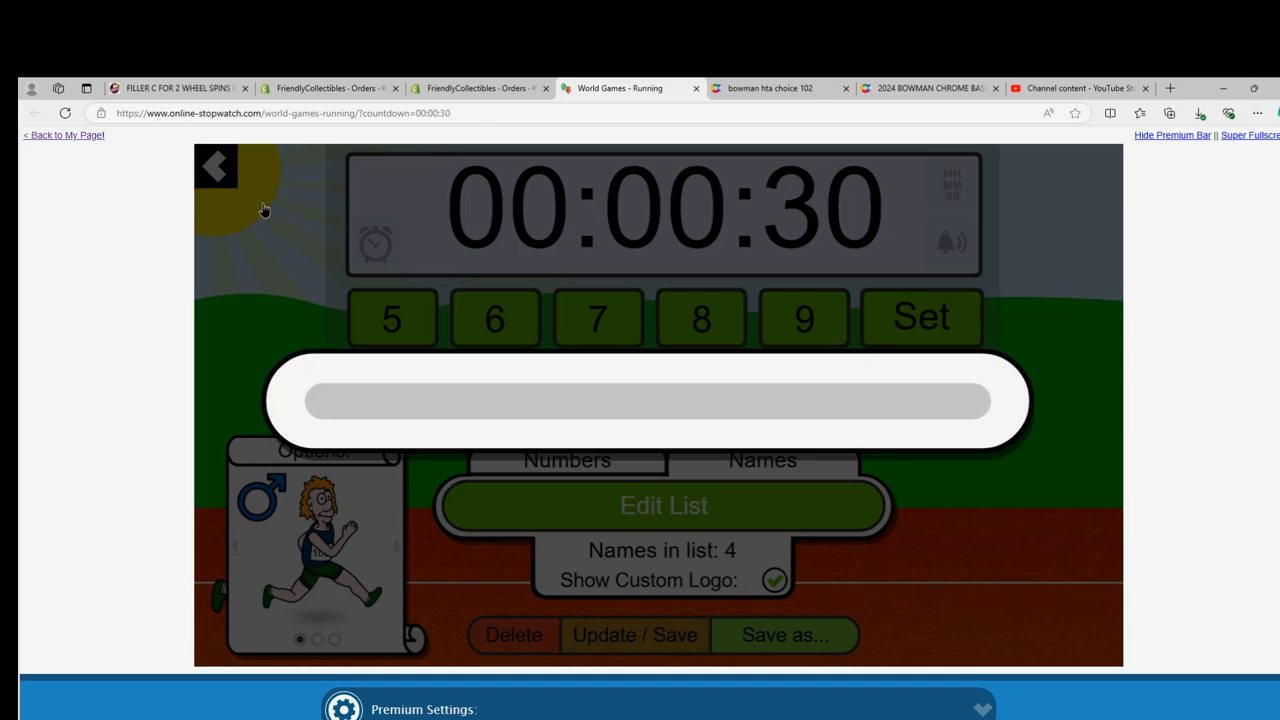 FILLER C FOR 2 WHEEL SPINS
FriendlyCollectibles - Orders -
FriendlyCollectibles - Orders -
World Games - Running
bowman hta choice 102
2024 BOWMAN CHROME BAS
Channel content - YouTube St
https://www.online-stopwatch.com/world-games-running/?countdown=00:00:30
< Back to My Page!
Hide Premium Bar || Super Fullscre
00:00:30
HH
MM
SS
5 6 7 8 9 Set
Options:
Numbers Names
Edit List
Names in list: 4
Show Custom Logo:
Delete Update / Save Save as...
Premium Settings: